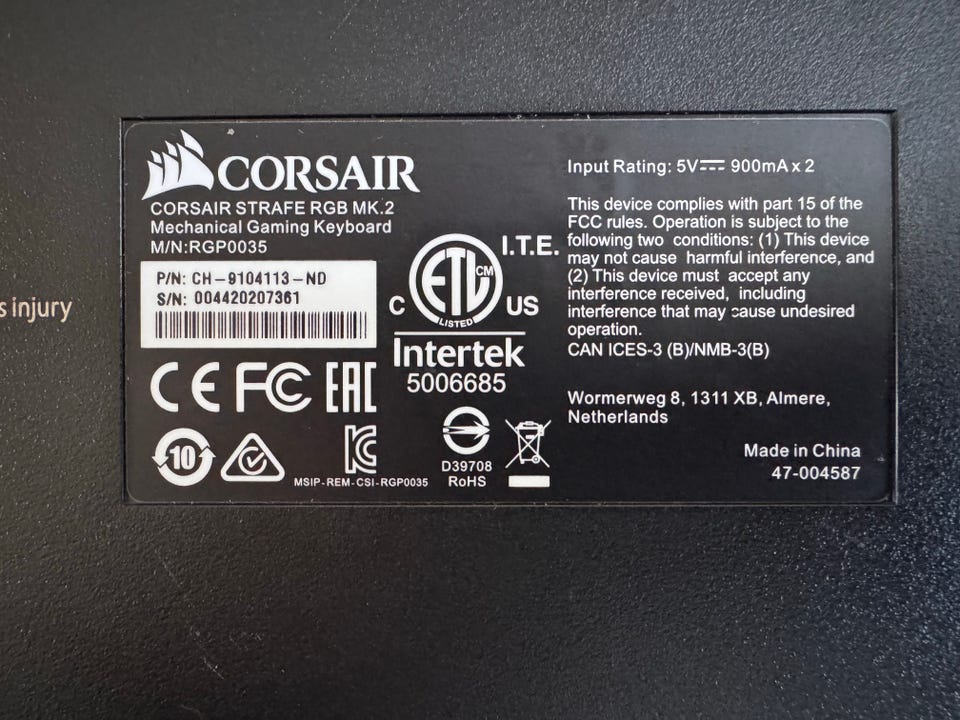 CORSAIR
CORSAIR STRAFE RGB MK.2
Mechanical Gaming Keyboard
M/N:RGP0035
P/N: CH-9104113-ND
S/N: 004420207361
s injury
CE FC EAC
10
MSIP-REM-CSI-RGP0035
I.T.E.
ETL CM
LISTED
C US
Intertek
5006685
D39708
RoHS
Input Rating: 5V⎓ 900mA x 2
This device complies with part 15 of the
FCC rules. Operation is subject to the
following two conditions: (1) This device
may not cause harmful interference, and
(2) This device must accept any
interference received, including
interference that may cause undesired
operation.
CAN ICES-3 (B)/NMB-3(B)
Wormerweg 8, 1311 XB, Almere,
Netherlands
Made in China
47-004587